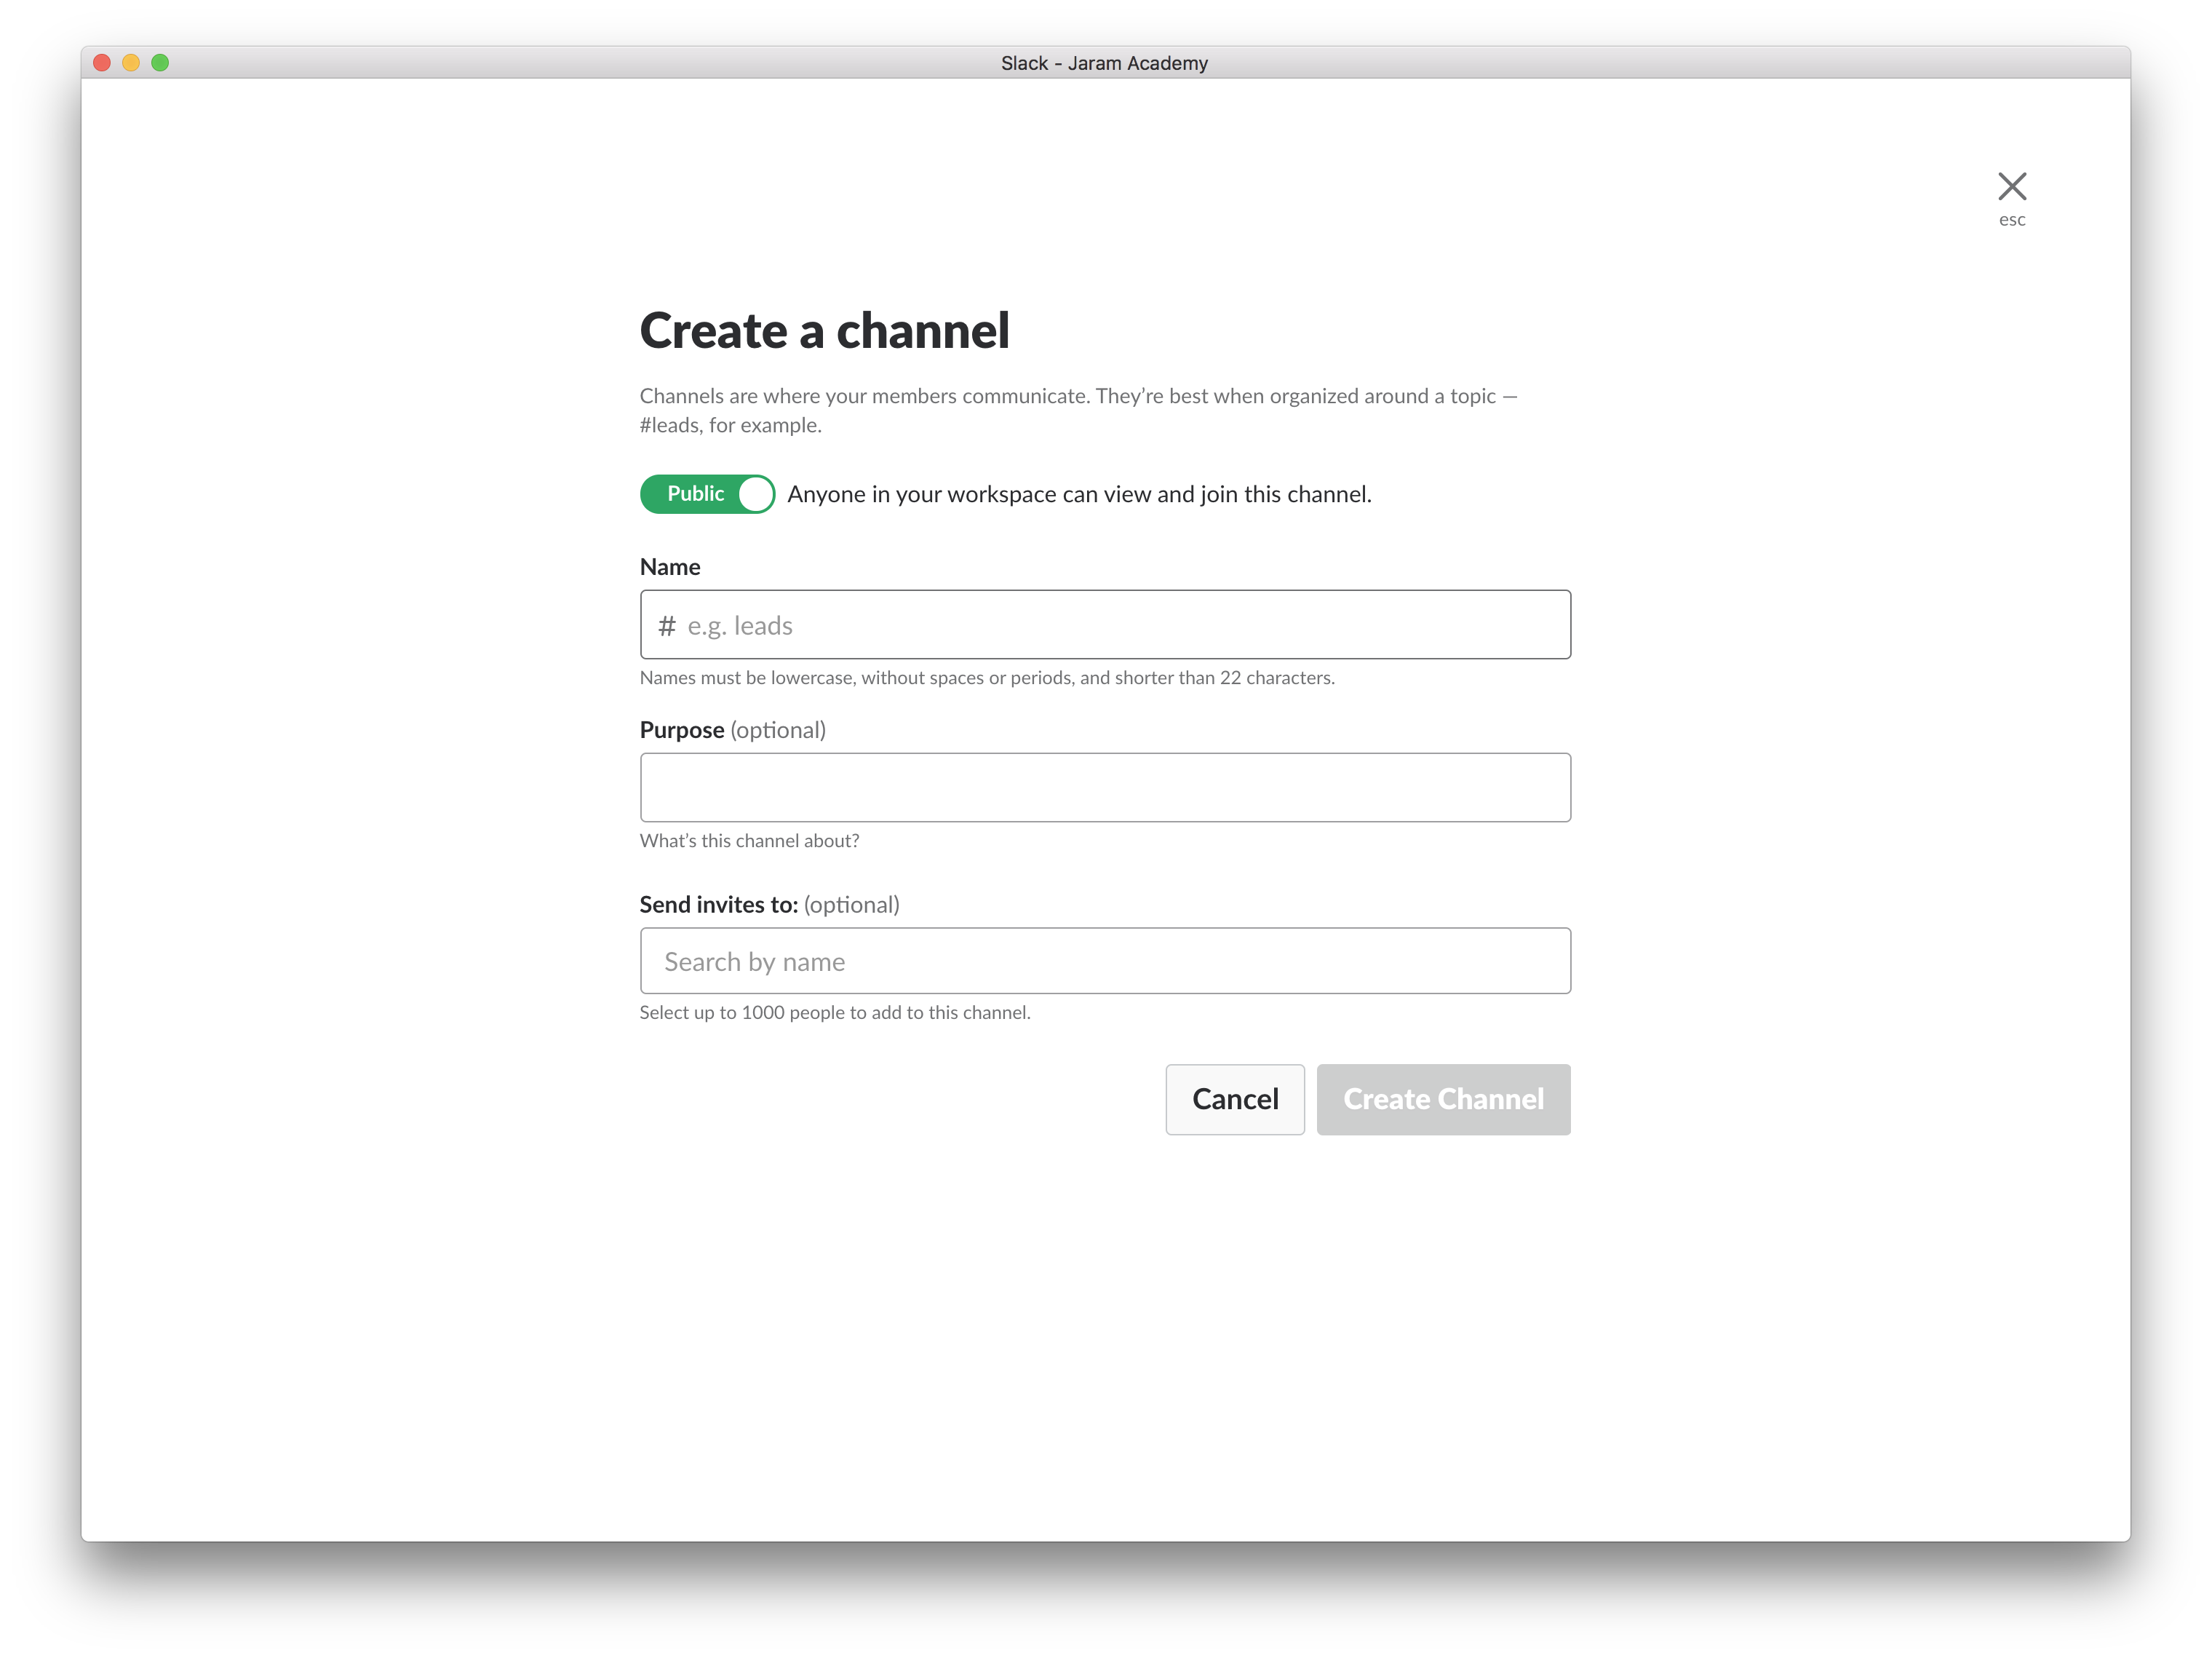 Slack - Jaram Academy
esc
Create a channel
Channels are where your members communicate. They’re best when organized around a topic —
#leads, for example.
Public Anyone in your workspace can view and join this channel.
Name
# e.g. leads
Names must be lowercase, without spaces or periods, and shorter than 22 characters.
Purpose (optional)
What’s this channel about?
Send invites to: (optional)
Search by name
Select up to 1000 people to add to this channel.
Cancel Create Channel